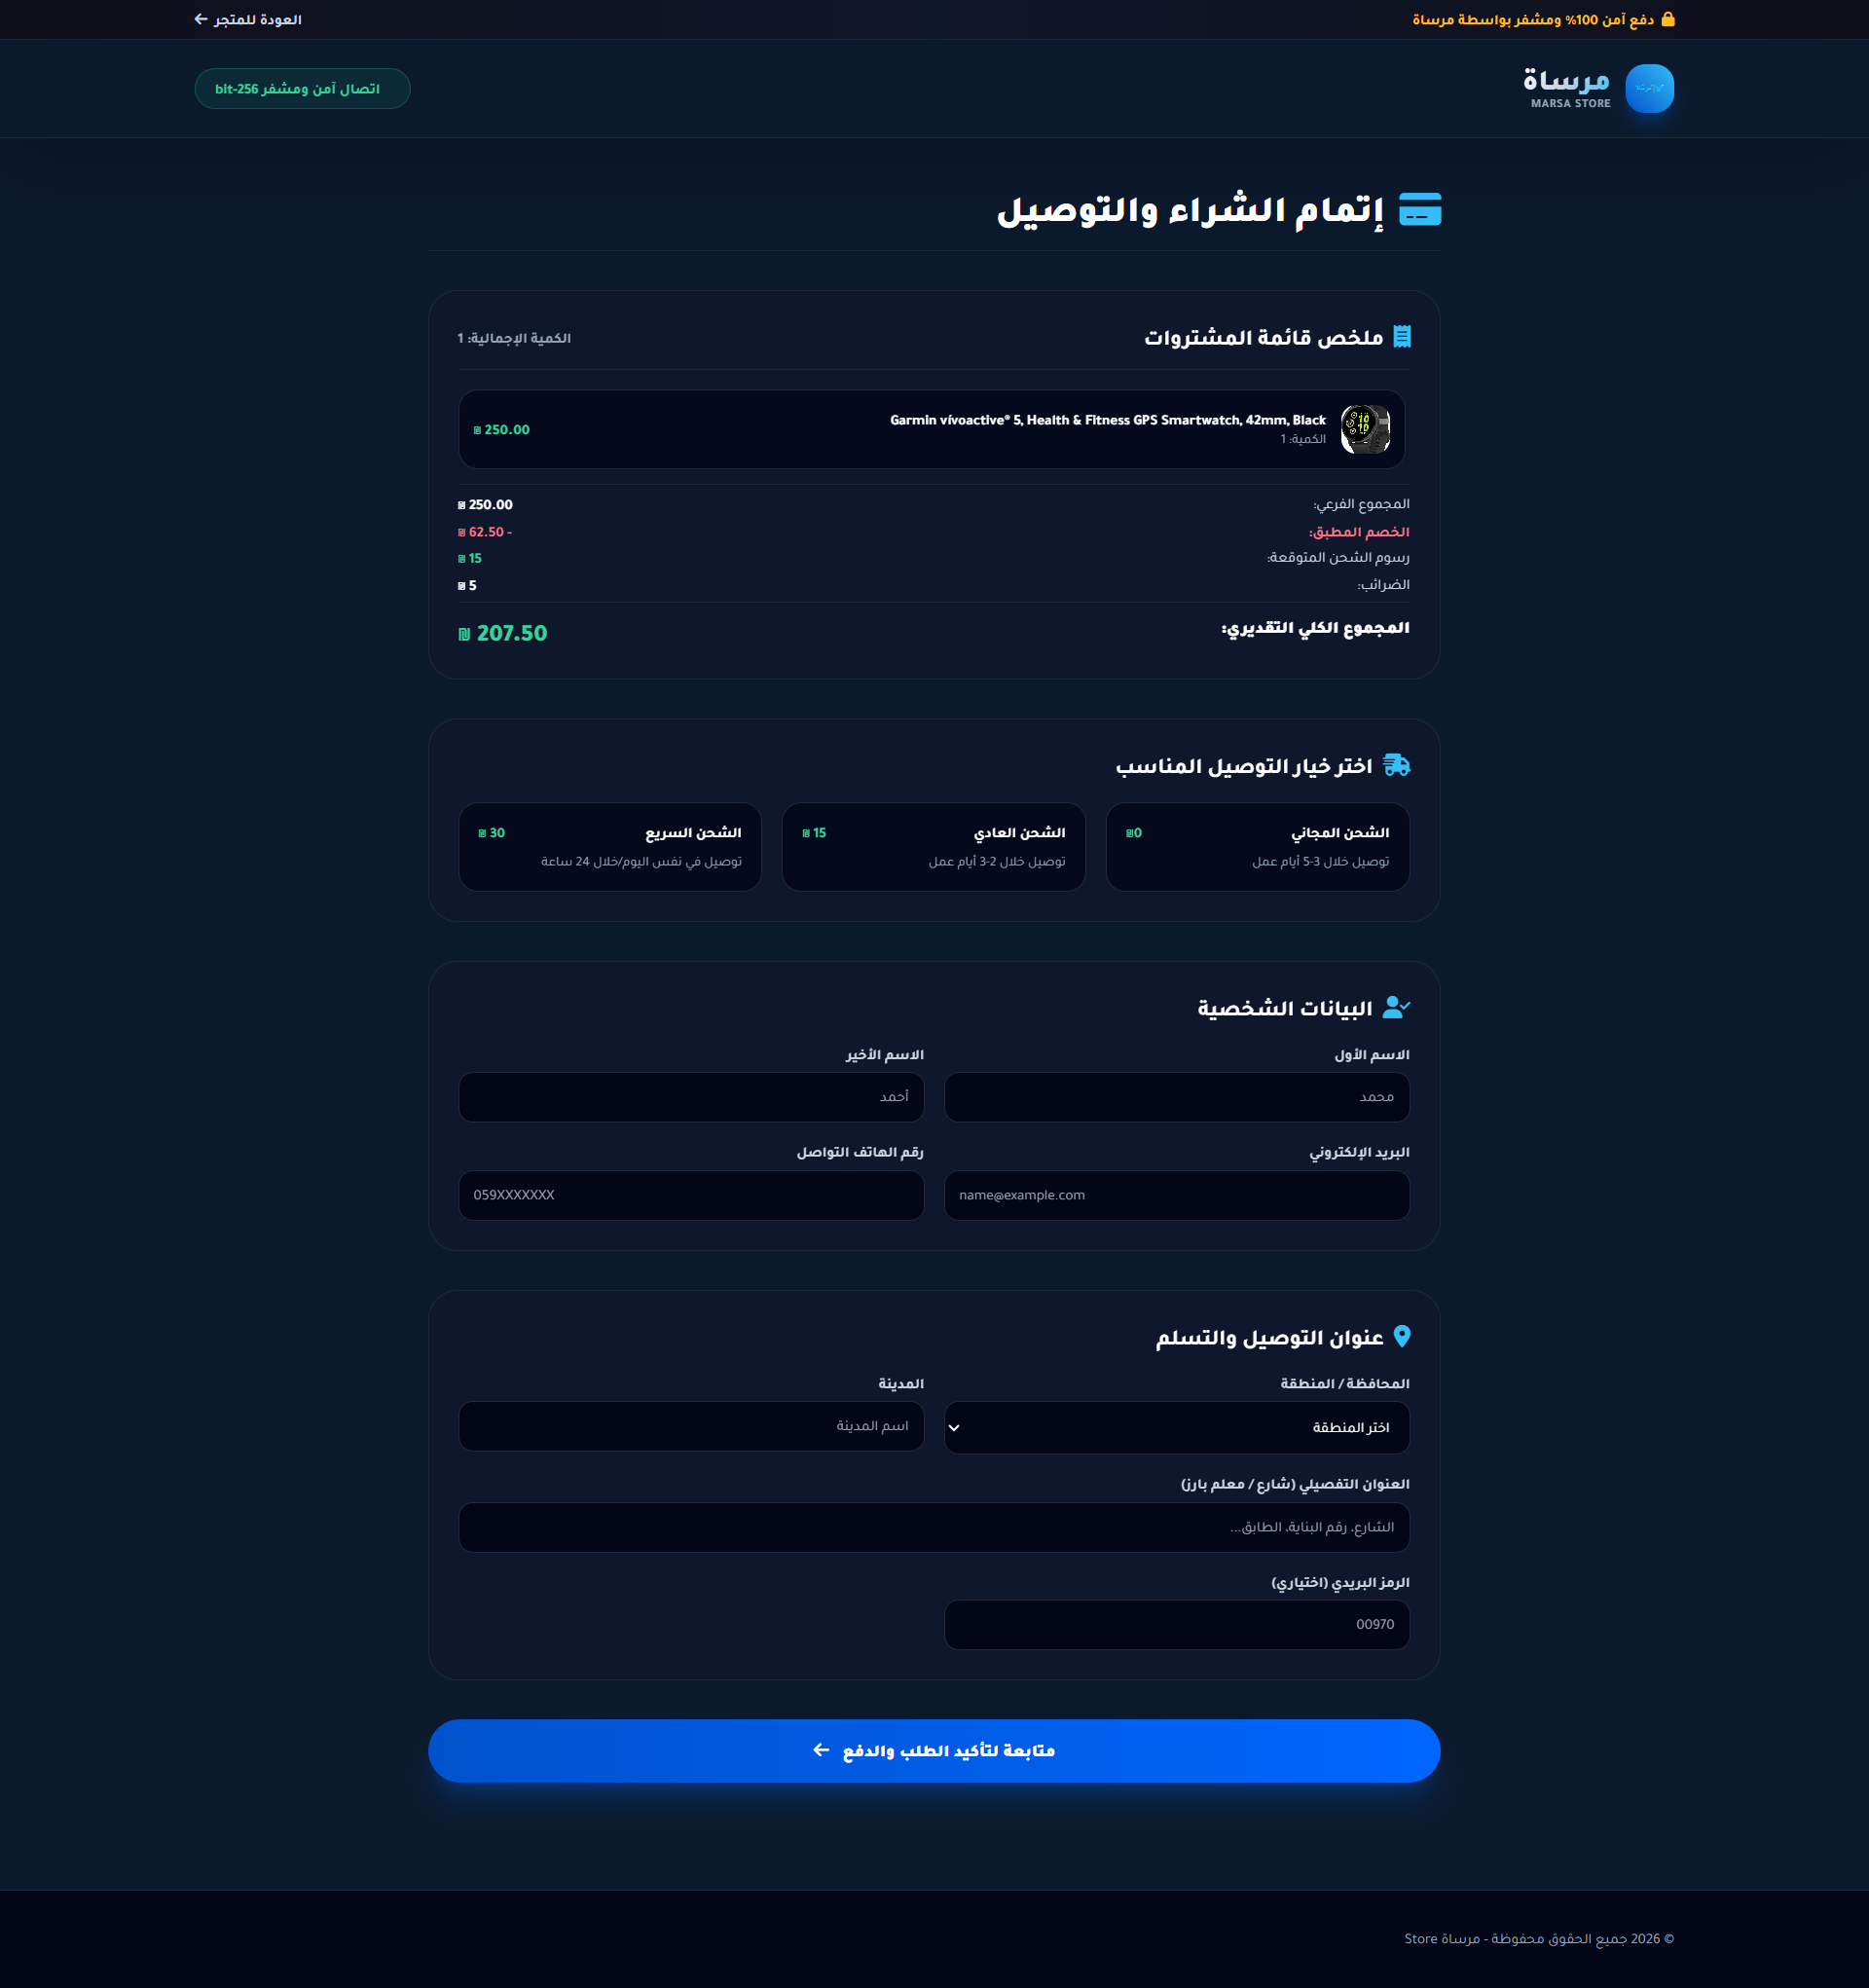 دفع آمن 100% ومشفر بواسطة مرساة
العودة للمتجر
مرساة
MARSA STORE
اتصال آمن ومشفر 256-bit
إتمام الشراء والتوصيل
ملخص قائمة المشتروات
الكمية الإجمالية: 1
Garmin vívoactive® 5, Health & Fitness GPS Smartwatch, 42mm, Black
الكمية: 1
250.00 ₪
المجموع الفرعي:
250.00 ₪
الخصم المطبق:
- 62.50 ₪
رسوم الشحن المتوقعة:
15 ₪
الضرائب:
5 ₪
المجموع الكلي التقديري:
207.50 ₪
اختر خيار التوصيل المناسب
الشحن المجاني
0₪
توصيل خلال 3-5 أيام عمل
الشحن العادي
15 ₪
توصيل خلال 2-3 أيام عمل
الشحن السريع
30 ₪
توصيل في نفس اليوم/خلال 24 ساعة
البيانات الشخصية
الاسم الأول
الاسم الأخير
محمد
أحمد
البريد الإلكتروني
رقم الهاتف التواصل
name@example.com
059XXXXXXX
عنوان التوصيل والتسلم
المحافظة / المنطقة
المدينة
اختر المنطقة
اسم المدينة
العنوان التفصيلي (شارع / معلم بارز)
الشارع، رقم البناية، الطابق...
الرمز البريدي (اختياري)
00970
متابعة لتأكيد الطلب والدفع
© 2026 جميع الحقوق محفوظة - مرساة Store